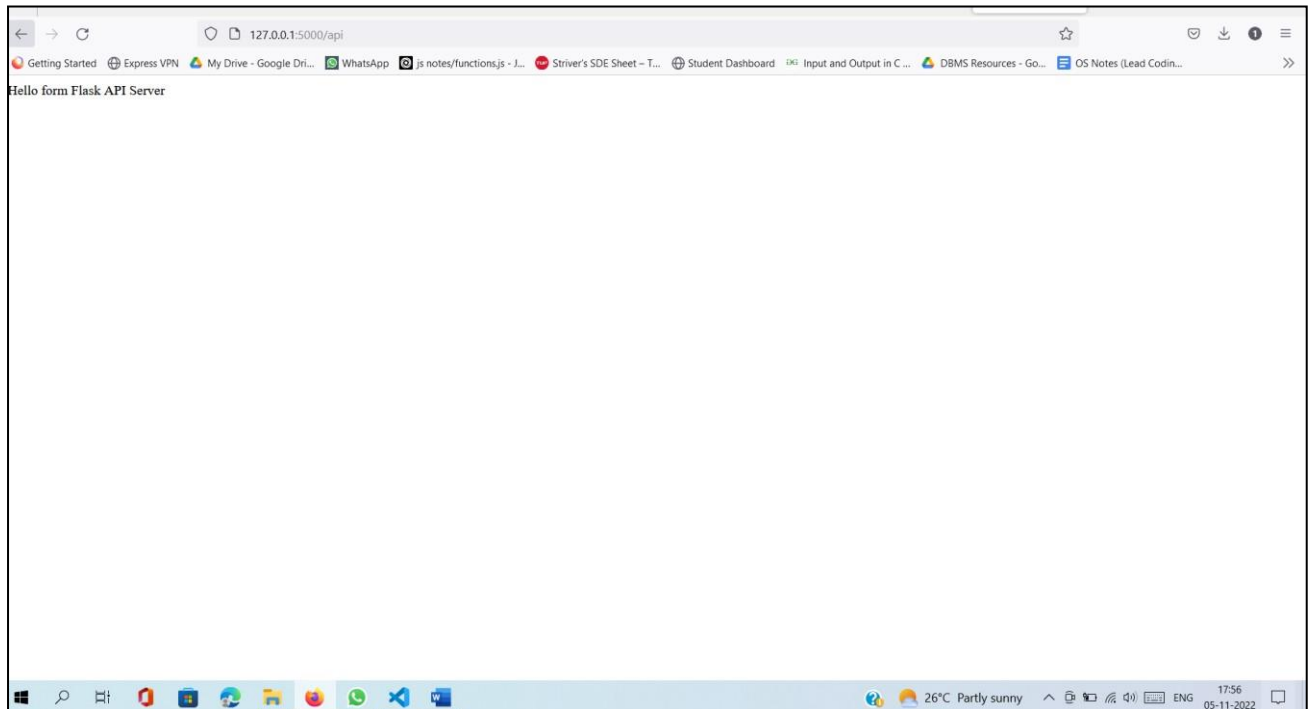 127.0.0.1:5000/api
1
Getting Started Express VPN My Drive - Google Dri... WhatsApp js notes/functions.js - J... Striver's SDE Sheet – T... Student Dashboard Input and Output in C ... DBMS Resources - Go... OS Notes (Lead Codin...
Hello form Flask API Server
26°C Partly sunny ENG 17:56
05-11-2022